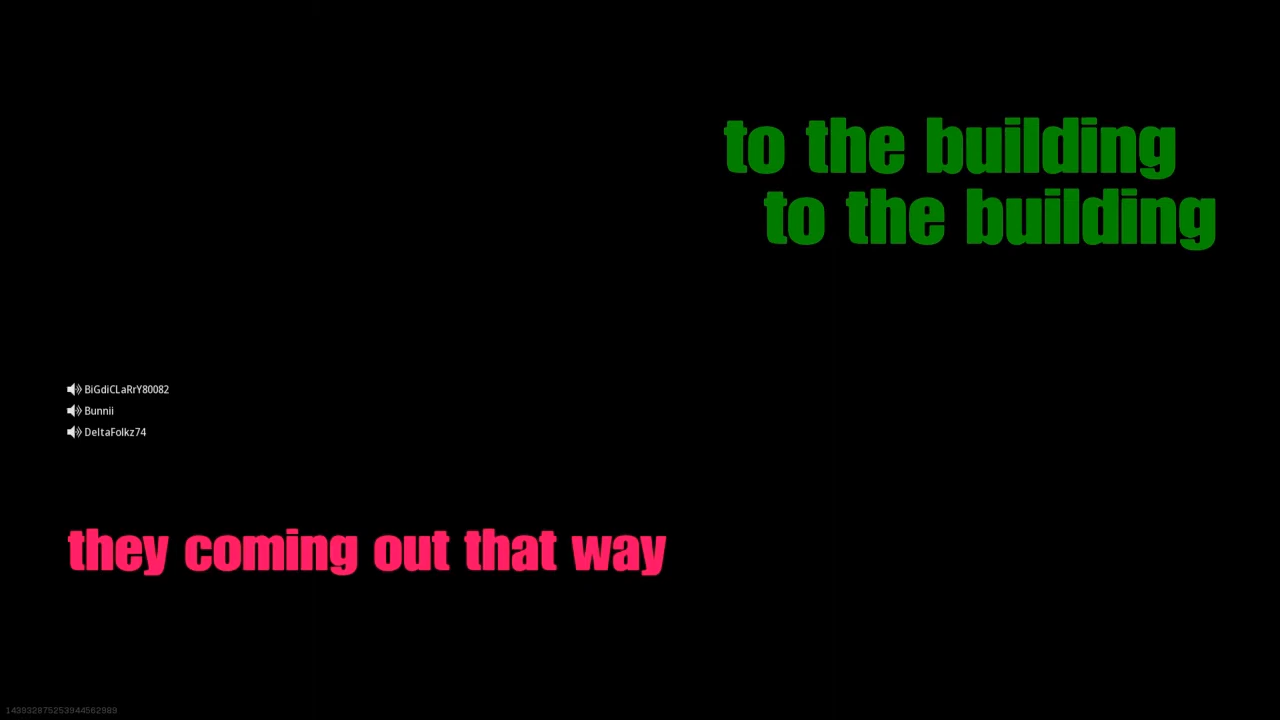 to the building
to the building
BiGdiCLaRrY80082
Bunnii
DeltaFolkz74
they coming out that way